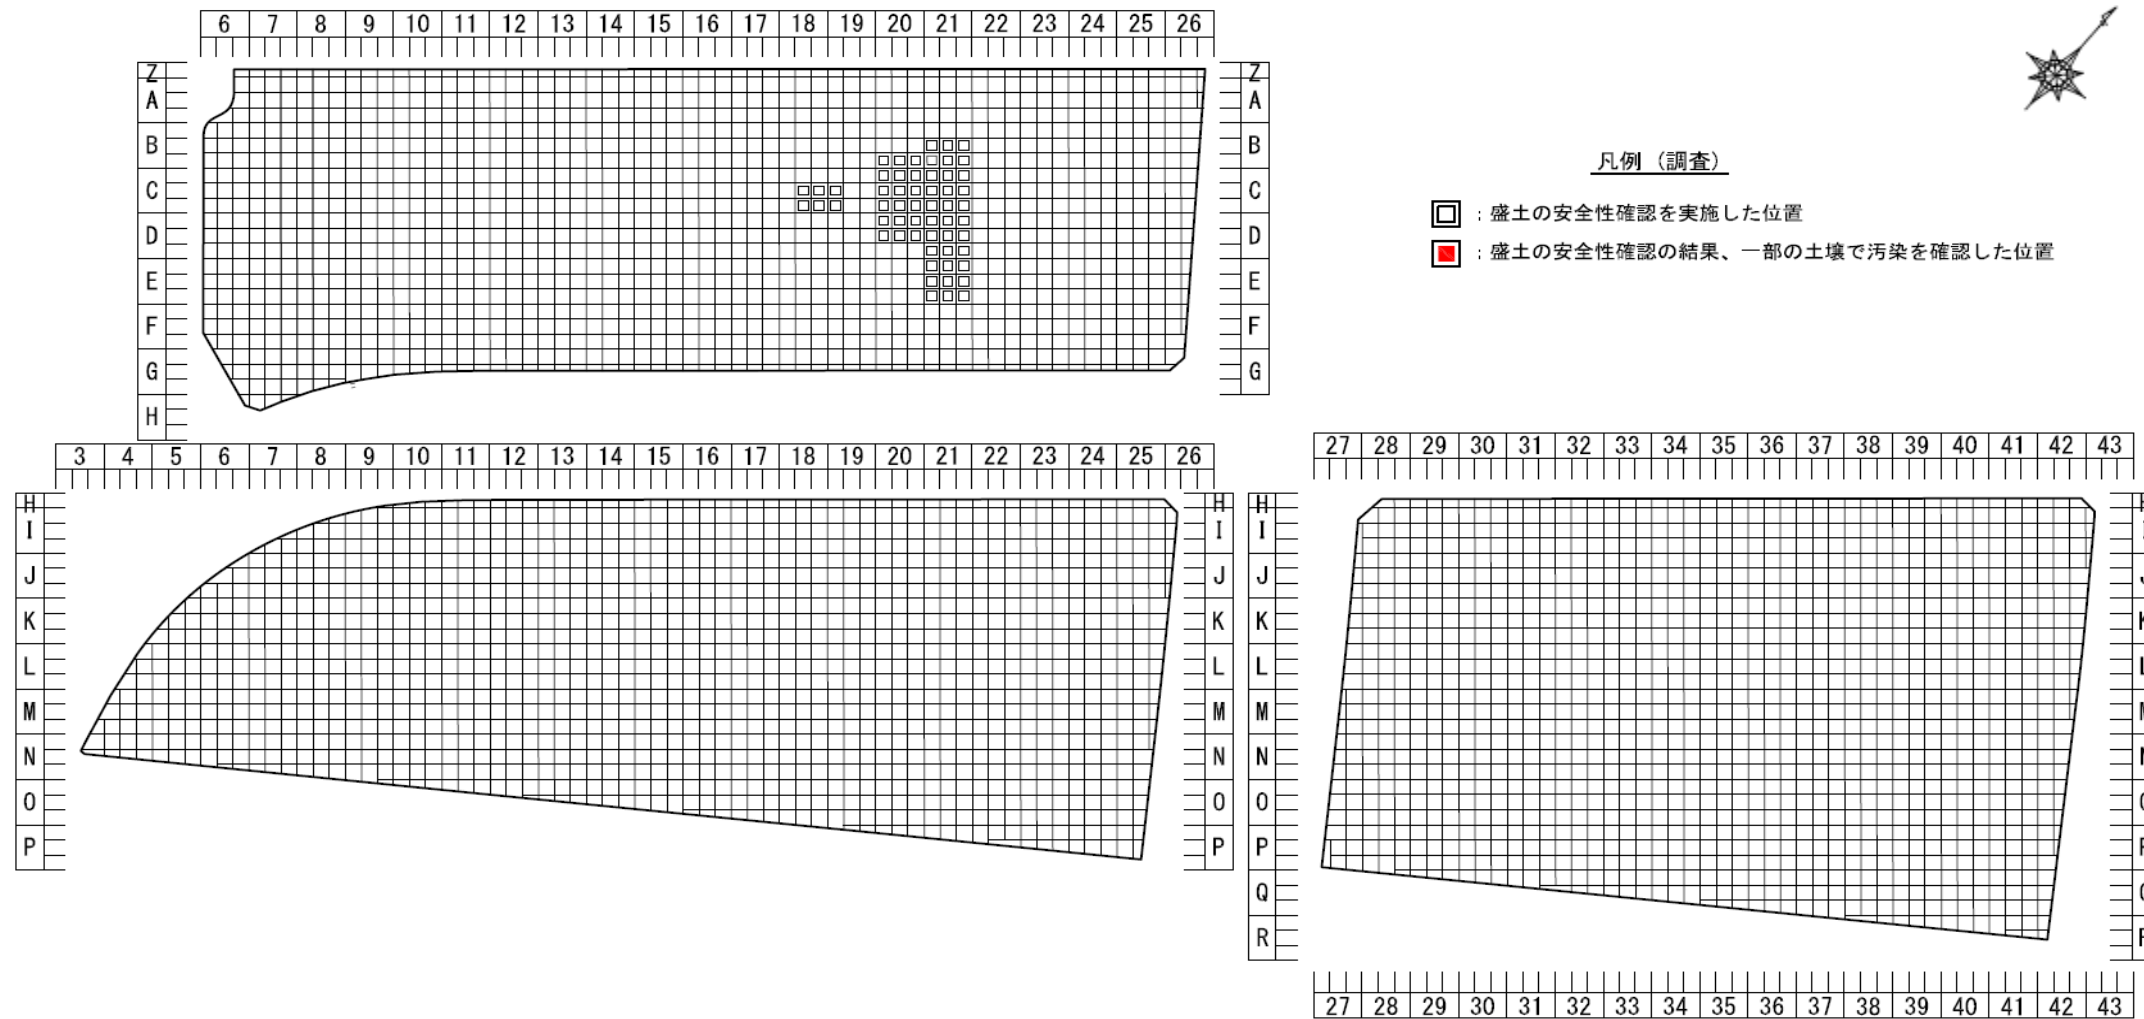 6 7 8 9 10 11 12 13 14 15 16 17 18 19 20 21 22 23 24 25 26
Z Z
A A
B B
C C
D D
E E
F F
G G
H
凡例（調査）
：盛土の安全性確認を実施した位置
：盛土の安全性確認の結果、一部の土壌で汚染を確認した位置
3 4 5 6 7 8 9 10 11 12 13 14 15 16 17 18 19 20 21 22 23 24 25 26
H H
I I
J J
K K
L L
M M
N N
O O
P P
27 28 29 30 31 32 33 34 35 36 37 38 39 40 41 42 43
H
I
J
K
L
M
N
O
P
Q
R
27 28 29 30 31 32 33 34 35 36 37 38 39 40 41 42 43